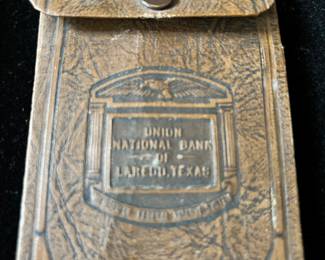 UNION
NATIONAL BANK
OF
LAREDO, TEXAS